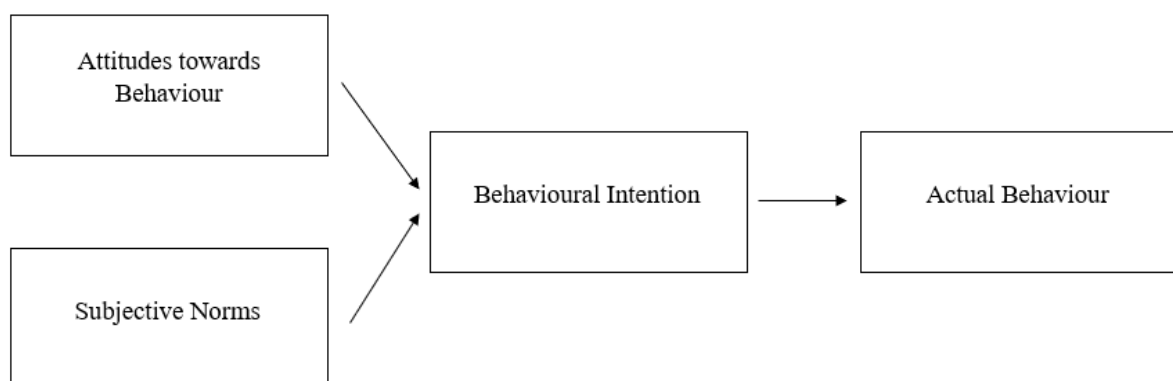 Attitudes towards
Behaviour
Behavioural Intention
Actual Behaviour
Subjective Norms